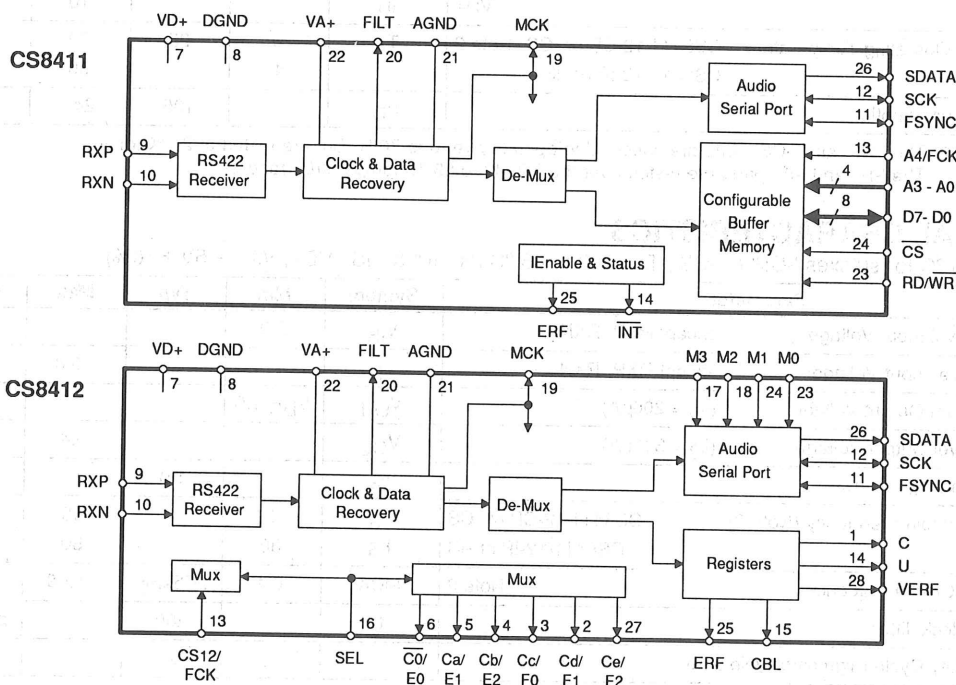 VD+ DGND VA+ FILT AGND MCK
7 8 22 20 21 19
CS8411
26 SDATA
Audio
Serial Port
12 SCK
11 FSYNC
RXP 9
RXN 10
RS422
Receiver
Clock & Data
Recovery
De-Mux
Configurable
Buffer
Memory
13 A4/FCK
4 A3 - A0
8 D7- D0
24 CS
23 RD/WR
IEnable & Status
25 14
ERF INT
VD+ DGND VA+ FILT AGND MCK M3 M2 M1 M0
7 8 22 20 21 19 17 18 24 23
CS8412
26 SDATA
Audio
Serial Port
12 SCK
11 FSYNC
RXP 9
RXN 10
RS422
Receiver
Clock & Data
Recovery
De-Mux
Registers
1 C
14 U
28 VERF
Mux Mux
13 16 6 5 4 3 2 27 25 15
CS12/
FCK
SEL
C0/
E0
Ca/
E1
Cb/
E2
Cc/
F0
Cd/
F1
Ce/
F2
ERF CBL